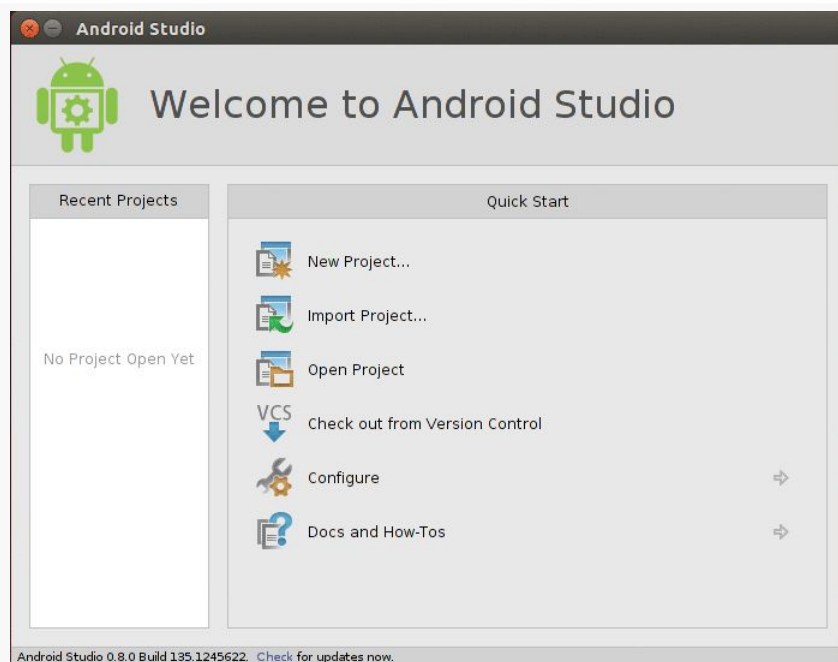 Android Studio
Welcome to Android Studio
Recent Projects
No Project Open Yet
Quick Start
New Project...
Import Project...
Open Project
VCS
Check out from Version Control
Configure
Docs and How-Tos
Android Studio 0.8.0 Build 135.1245622. Check for updates now.